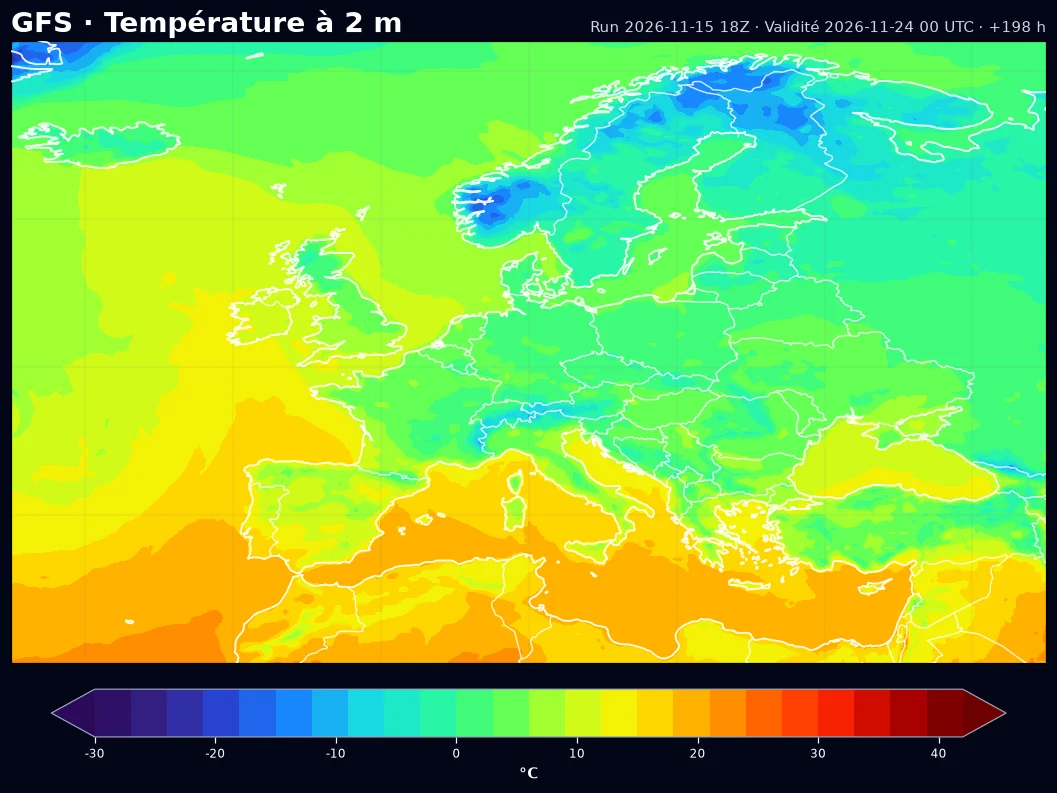 GFS · Température à 2 m
Run 2026-11-15 18Z · Validité 2026-11-24 00 UTC · +198 h
-30 -20 -10 0 10 20 30 40
°C